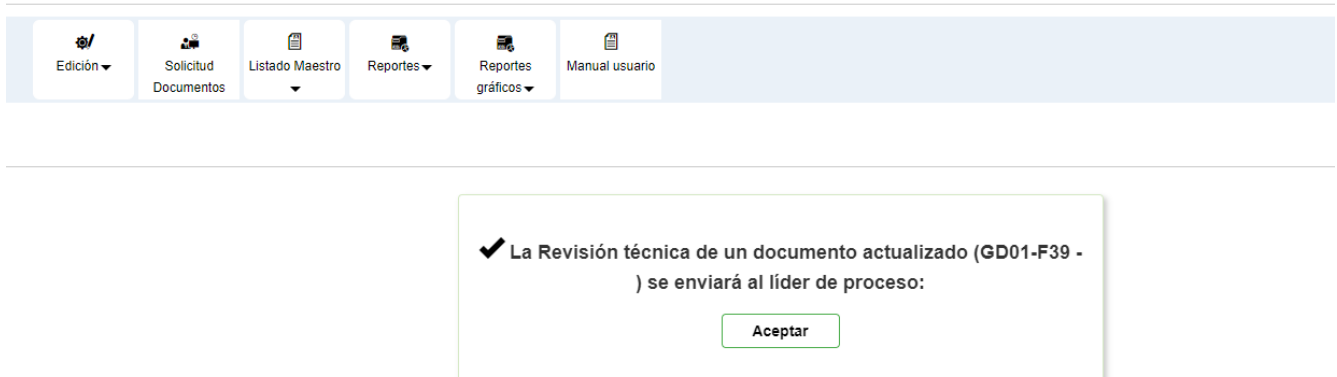 Edición
Solicitud
Documentos
Listado Maestro
Reportes
Reportes
gráficos
Manual usuario
La Revisión técnica de un documento actualizado (GD01-F39 -
) se enviará al líder de proceso:
Aceptar